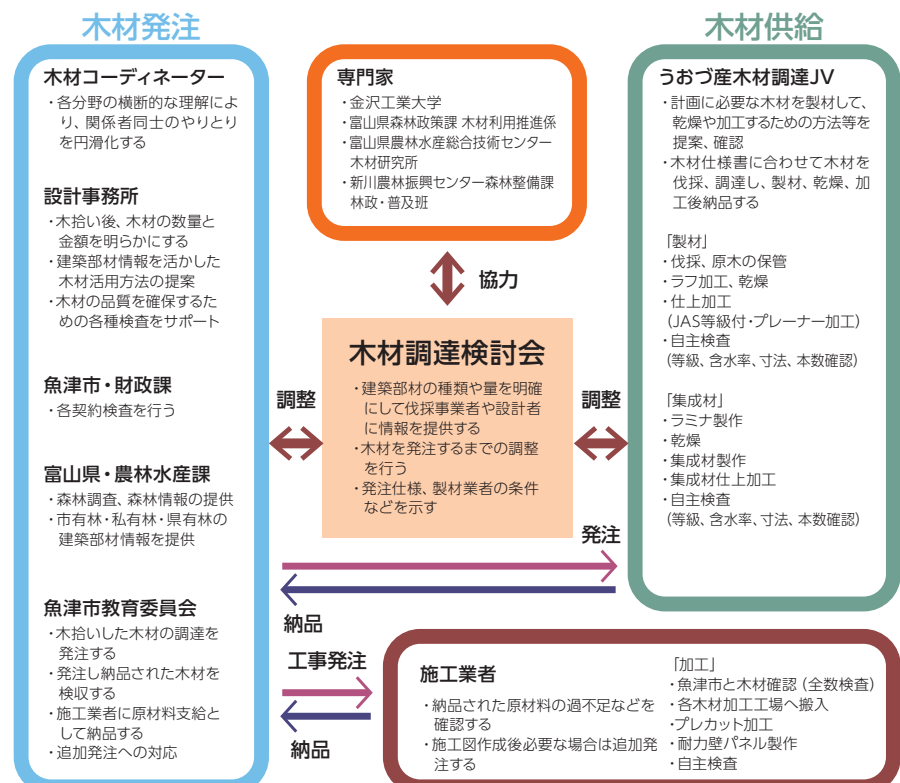 木材発注
木材コーディネーター
・各分野の横断的な理解によ
り、関係者同士のやりとり
を円滑化する
設計事務所
・木拾い後、木材の数量と
金額を明らかにする
・建築部材情報を活かした
木材活用方法の提案
・木材の品質を確保するた
めの各種検査をサポート
魚津市・財政課
・各契約検査を行う
富山県・農林水産課
・森林調査、森林情報の提供
・市有林・私有林・県有林の
建築部材情報を提供
魚津市教育委員会
・木拾いした木材の調達を
発注する
・発注し納品された木材を
検収する
・施工業者に原材料支給と
して納品する
・追加発注への対応
専門家
・金沢工業大学
・富山県森林政策課 木材利用推進係
・富山県農林水産総合技術センター
木材研究所
・新川農林振興センター森林整備課
林政・普及班
協力
調整
木材調達検討会
・建築部材の種類や量を明確
にして伐採事業者や設計者
に情報を提供する
・木材を発注するまでの調整
を行う
・発注仕様、製材業者の条件
などを示す
調整
発注
納品
工事発注
納品
木材供給
うおづ産木材調達JV
・計画に必要な木材を製材して、
乾燥や加工するための方法等を
提案、確認
・木材仕様書に合わせて木材を
伐採、調達し、製材、乾燥、加
工後納品する
「製材」
・伐採、原木の保管
・ラフ加工、乾燥
・仕上加工
(JAS等級付・プレーナー加工)
・自主検査
(等級、含水率、寸法、本数確認)
「集成材」
・ラミナ製作
・乾燥
・集成材製作
・集成材仕上加工
・自主検査
(等級、含水率、寸法、本数確認)
施工業者
・納品された原材料の過不足などを
確認する
・施工図作成後必要な場合は追加発
注する
「加工」
・魚津市と木材確認 (全数検査)
・各木材加工工場へ搬入
・プレカット加工
・耐力壁パネル製作
・自主検査